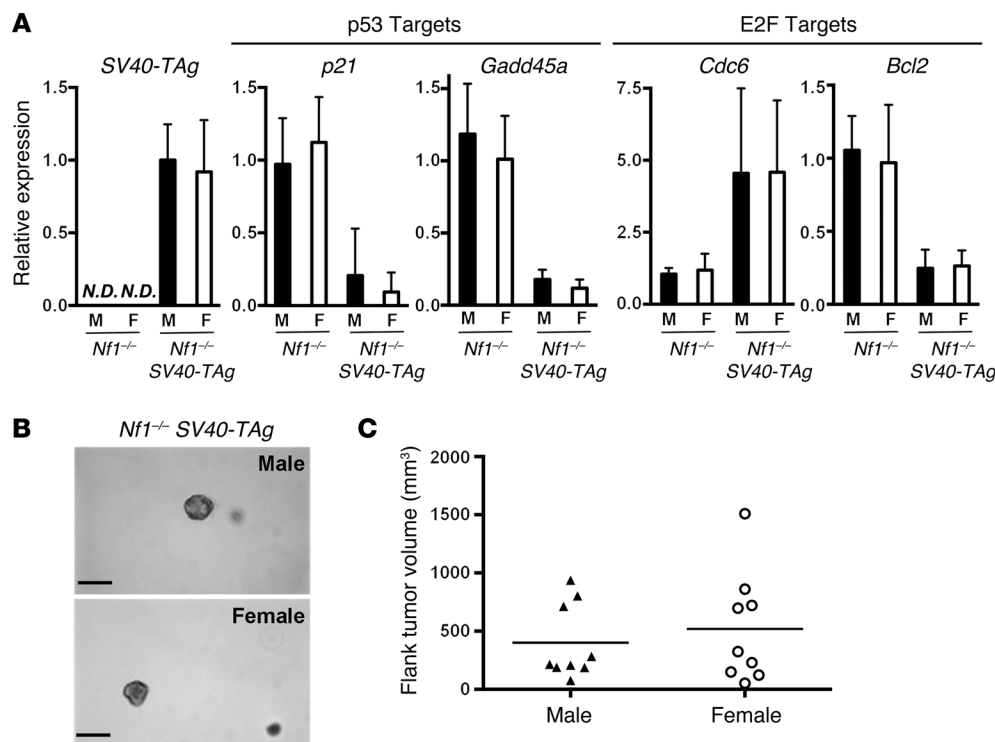 A
p53 Targets
E2F Targets
SV40-TAg
p21
Gadd45a
Cdc6
Bcl2
Relative expression
1.5
1.0
0.5
0.0
N.D. N.D.
1.5
1.0
0.5
0.0
1.5
1.0
0.5
0.0
7.5
5.0
2.5
0.0
1.5
1.0
0.5
0.0
M F M F
M F M F
M F M F
M F M F
M F M F
Nf1–/– Nf1–/–
SV40-TAg
Nf1–/– Nf1–/–
SV40-TAg
Nf1–/– Nf1–/–
SV40-TAg
Nf1–/– Nf1–/–
SV40-TAg
Nf1–/– Nf1–/–
SV40-TAg
B
Nf1–/– SV40-TAg
Male
Female
C
Flank tumor volume (mm³)
2000
1500
1000
500
0
Male
Female